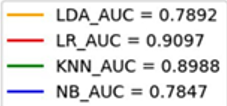 LDA_AUC = 0.7892
LR_AUC = 0.9097
KNN_AUC = 0.8988
NB_AUC = 0.7847